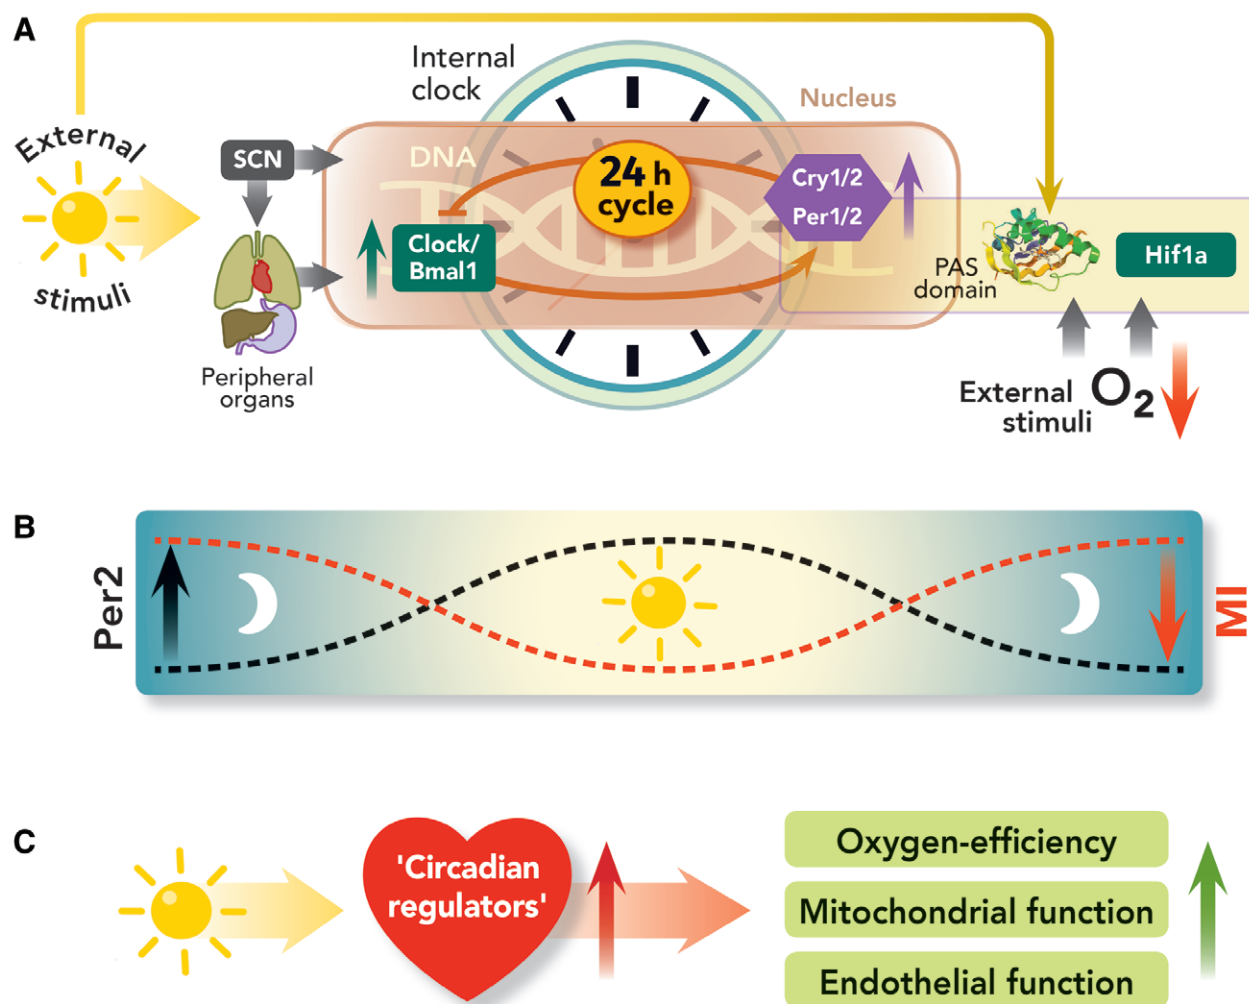 A
External
stimuli
SCN
Peripheral
organs
Internal
clock
Nucleus
DNA
24 h
cycle
Clock/
Bmal1
Cry1/2
Per1/2
PAS
domain
Hif1a
External
stimuli
O2
B
Per2
MI
C
'Circadian
regulators'
Oxygen-efficiency
Mitochondrial function
Endothelial function